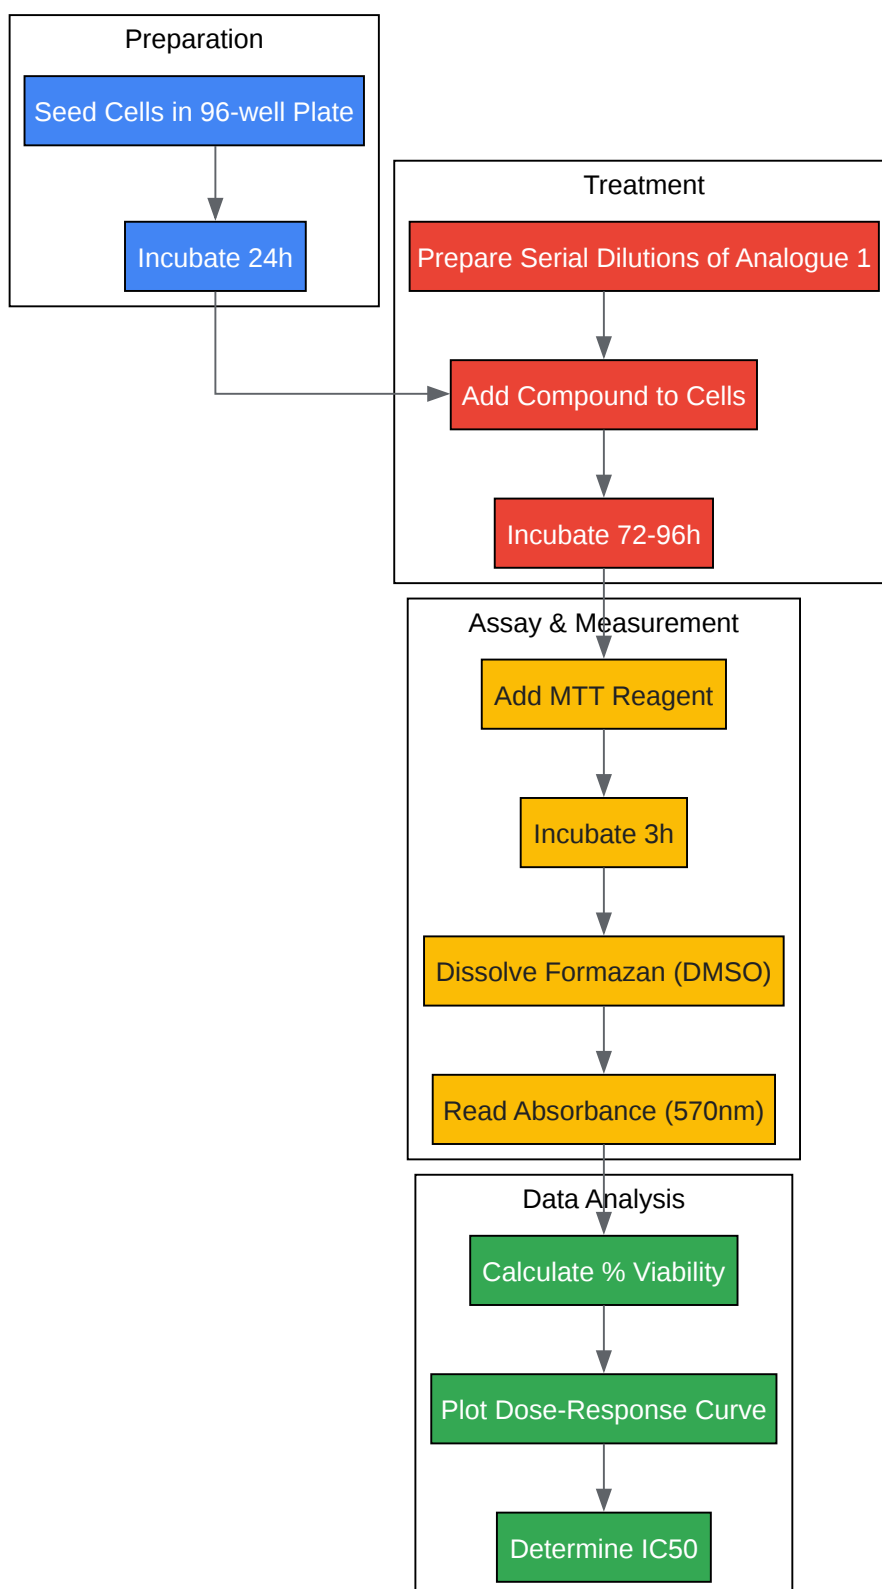 Preparation
Seed Cells in 96-well Plate
Incubate 24h
Treatment
Prepare Serial Dilutions of Analogue 1
Add Compound to Cells
Incubate 72-96h
Assay & Measurement
Add MTT Reagent
Incubate 3h
Dissolve Formazan (DMSO)
Read Absorbance (570nm)
Data Analysis
Calculate % Viability
Plot Dose-Response Curve
Determine IC50